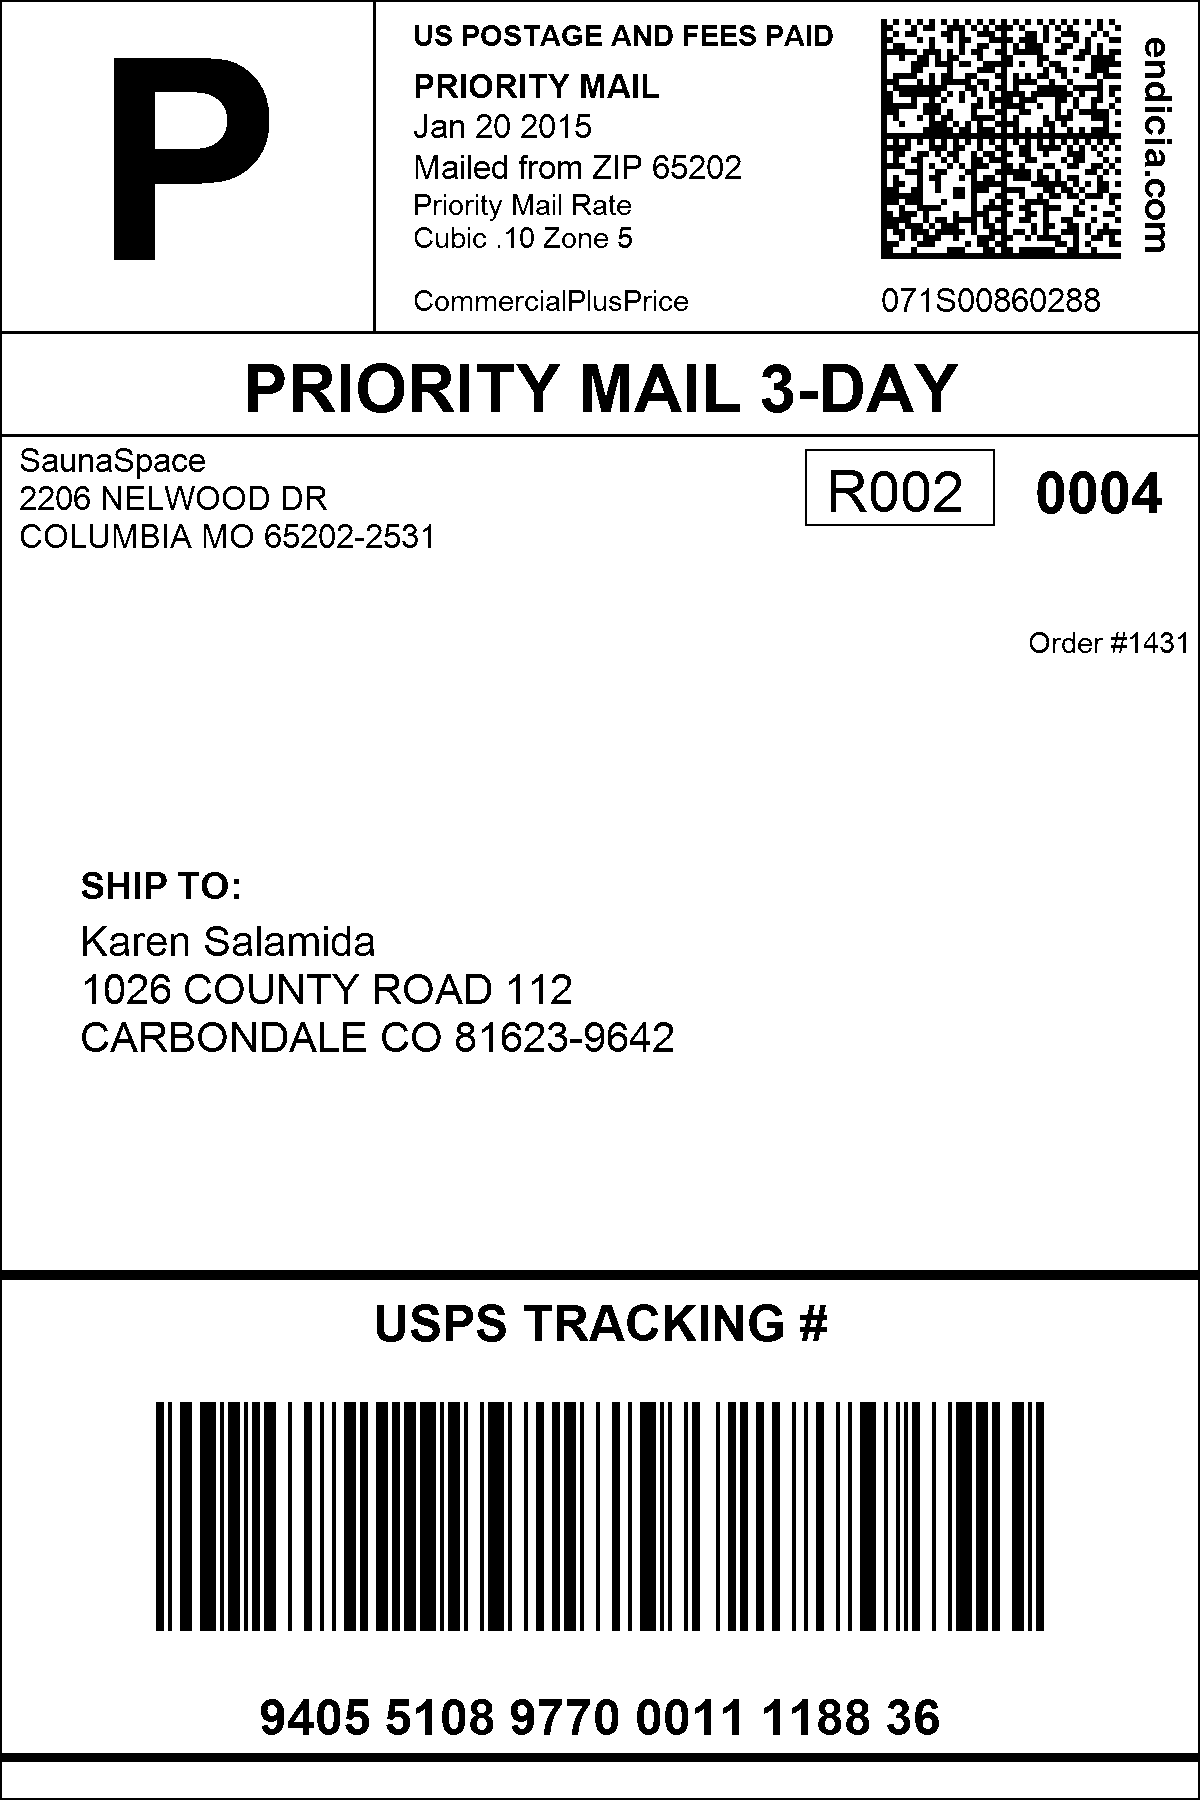 P
US POSTAGE AND FEES PAID
PRIORITY MAIL
Jan 20 2015
Mailed from ZIP 65202
Priority Mail Rate
Cubic .10 Zone 5
CommercialPlusPrice
071S00860288
endicia.com
PRIORITY MAIL 3-DAY
SaunaSpace
2206 NELWOOD DR
COLUMBIA MO 65202-2531
R002
0004
Order #1431
SHIP TO:
Karen Salamida
1026 COUNTY ROAD 112
CARBONDALE CO 81623-9642
USPS TRACKING #
9405 5108 9770 0011 1188 36